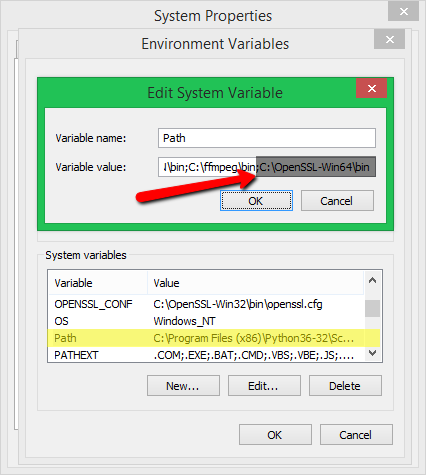 System Properties
Environment Variables
Edit System Variable
Variable name: Path
Variable value: \bin;C:\ffmpeg\bin;C:\OpenSSL-Win64\bin
OK Cancel
System variables
Variable Value
OPENSSL_CONF C:\OpenSSL-Win32\bin\openssl.cfg
OS Windows_NT
Path C:\Program Files (x86)\Python36-32\Sc...
PATHEXT .COM;.EXE;.BAT;.CMD;.VBS;.VBE;.JS;....
New... Edit... Delete
OK Cancel